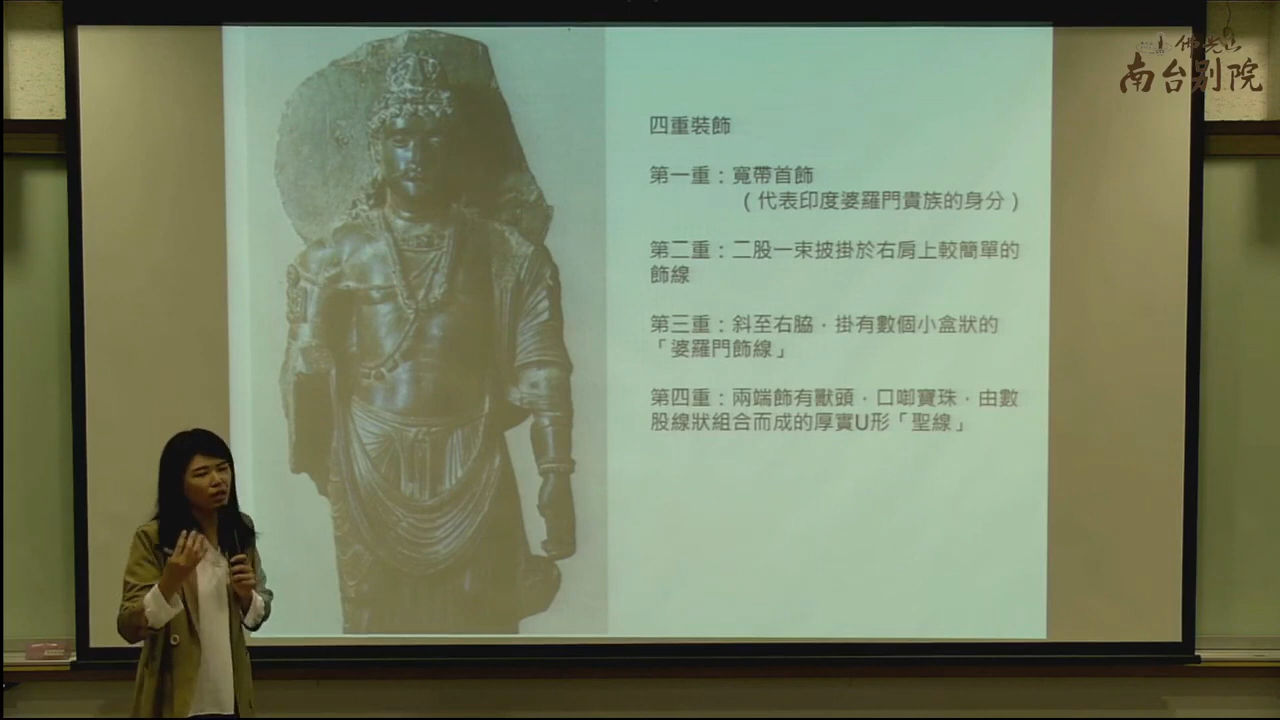 佛光山
南台別院
四重裝飾
第一重：寬帶首飾
（代表印度婆羅門貴族的身分）
第二重：二股一束披掛於右肩上較簡單的
飾線
第三重：斜至右脇，掛有數個小盒狀的
「婆羅門飾線」
第四重：兩端飾有獸頭，口啣寶珠，由數
股線狀組合而成的厚實U形「聖線」